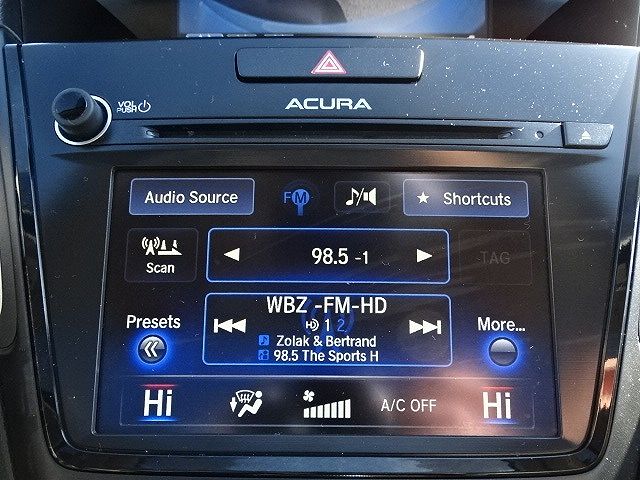 VOL
PUSH
ACURA
Audio Source
FM
Shortcuts
Scan
98.5 -1
TAG
WBZ -FM-HD
HD 1 2
Presets
Zolak & Bertrand
98.5 The Sports H
More...
Hi
A/C OFF
Hi